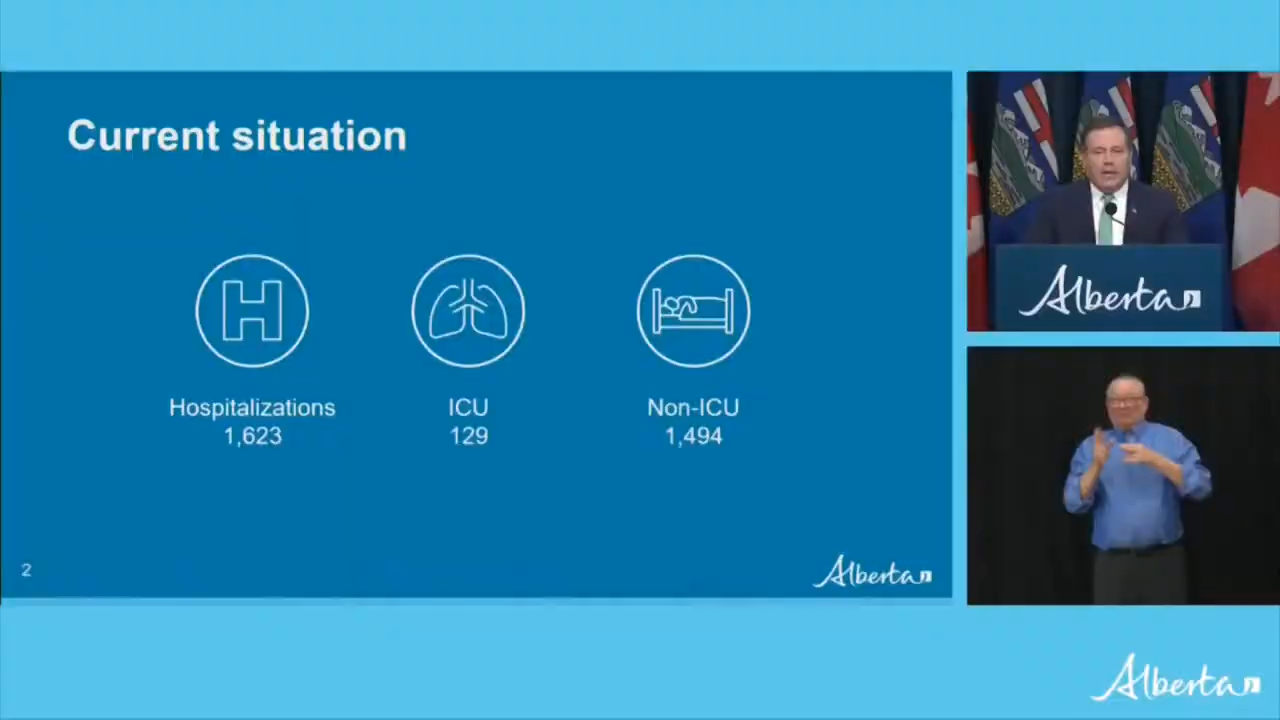 Current situation
H
Hospitalizations
1,623
ICU
129
Non-ICU
1,494
2
Alberta
Alberta
Alberta